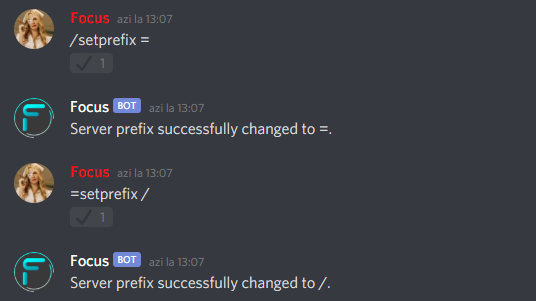 Focus azi la 13:07
/setprefix =
1
Focus BOT azi la 13:07
Server prefix successfully changed to =.
Focus azi la 13:07
=setprefix /
1
Focus BOT azi la 13:07
Server prefix successfully changed to /.